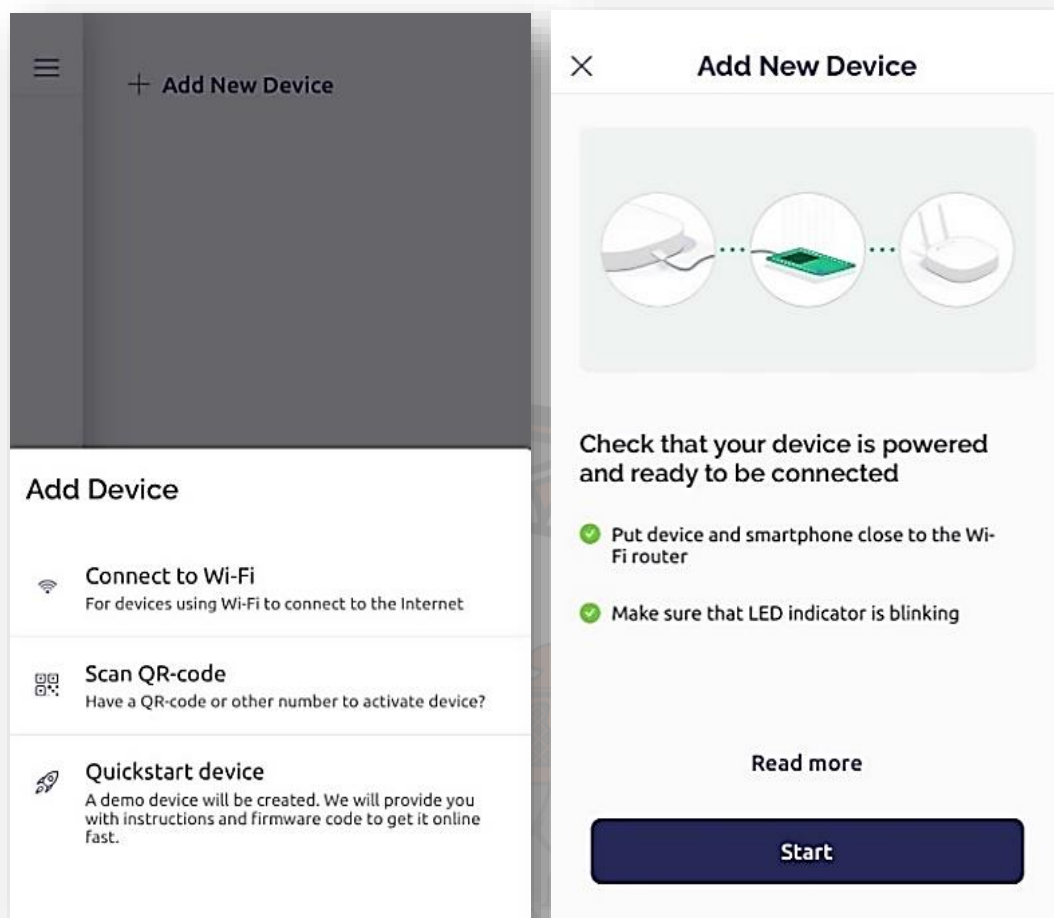 + Add New Device
Add Device
Connect to Wi-Fi
For devices using Wi-Fi to connect to the Internet
Scan QR-code
Have a QR-code or other number to activate device?
Quickstart device
A demo device will be created. We will provide you
with instructions and firmware code to get it online
fast.
Add New Device
Check that your device is powered
and ready to be connected
Put device and smartphone close to the Wi-
Fi router
Make sure that LED indicator is blinking
Read more
Start